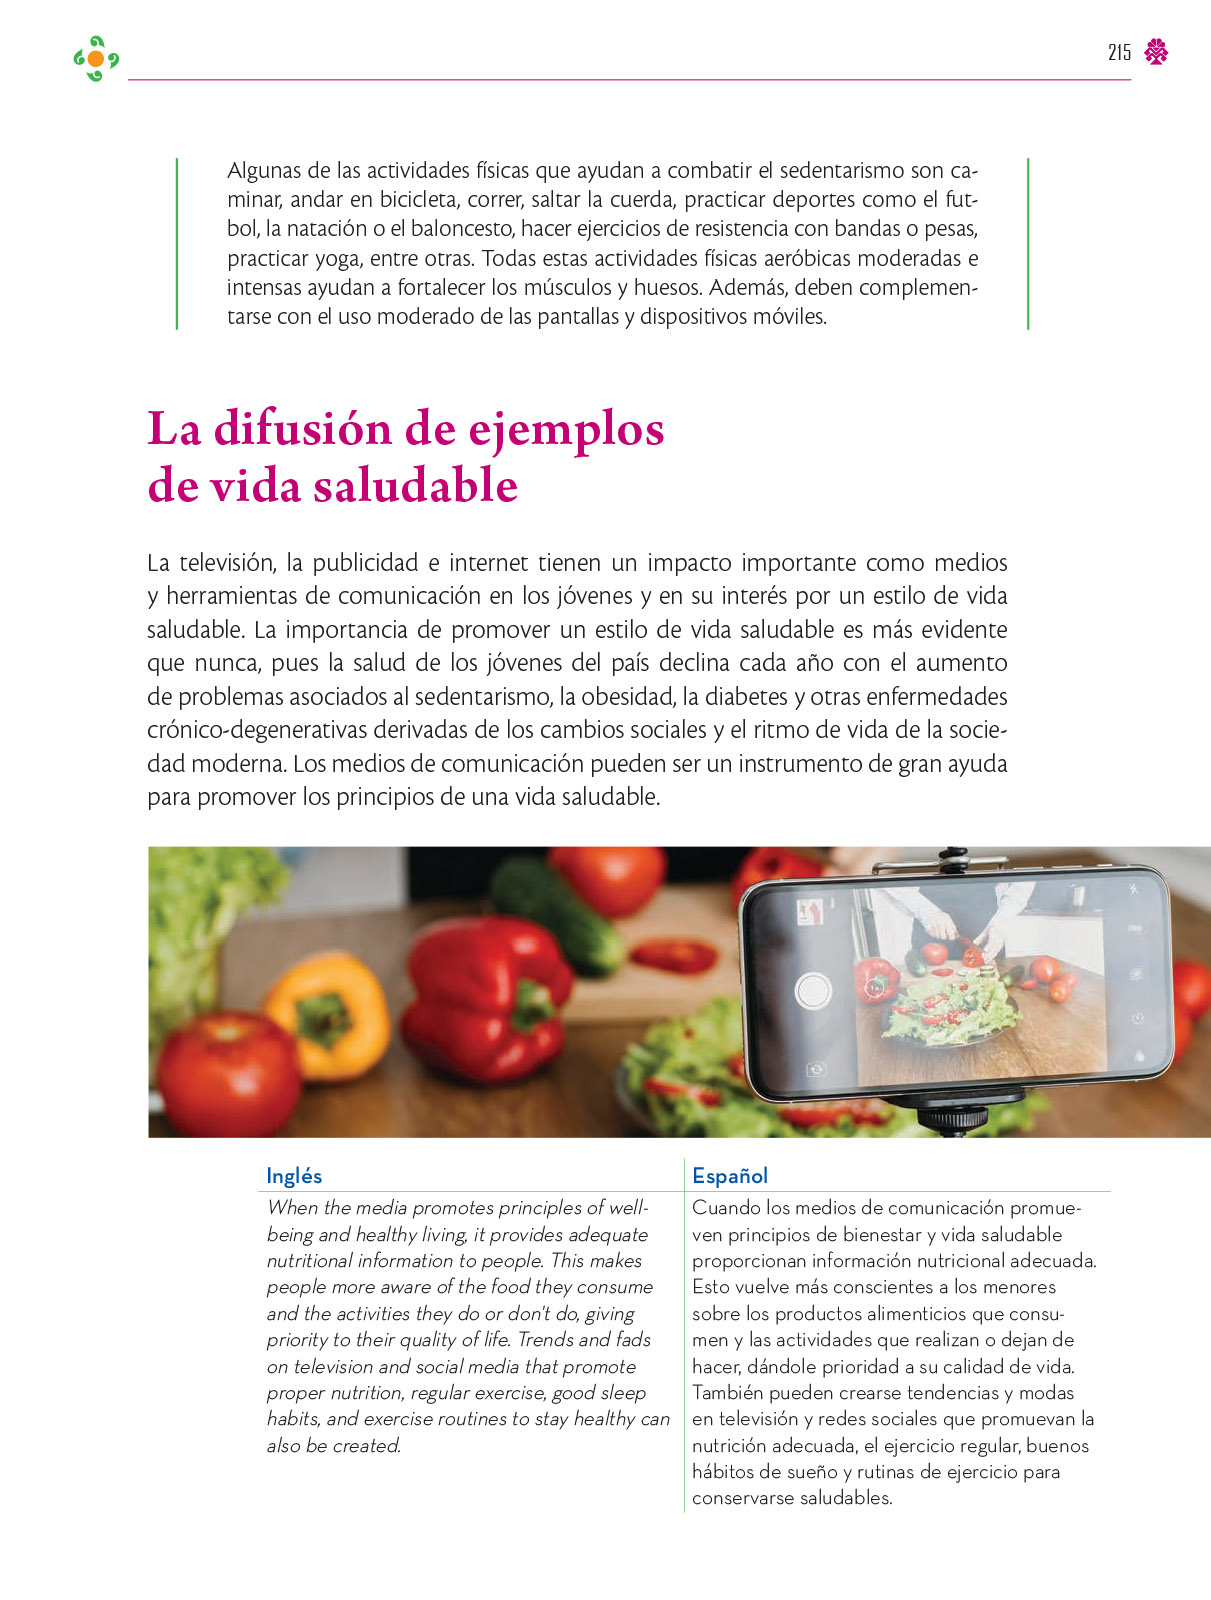 215
Algunas de las actividades físicas que ayudan a combatir el sedentarismo son ca-
minar, andar en bicicleta, correr, saltar la cuerda, practicar deportes como el fut-
bol, la natación o el baloncesto, hacer ejercicios de resistencia con bandas o pesas,
practicar yoga, entre otras. Todas estas actividades físicas aeróbicas moderadas e
intensas ayudan a fortalecer los músculos y huesos. Además, deben complemen-
tarse con el uso moderado de las pantallas y dispositivos móviles.
La difusión de ejemplos
de vida saludable
La televisión, la publicidad e internet tienen un impacto importante como medios
y herramientas de comunicación en los jóvenes y en su interés por un estilo de vida
saludable. La importancia de promover un estilo de vida saludable es más evidente
que nunca, pues la salud de los jóvenes del país declina cada año con el aumento
de problemas asociados al sedentarismo, la obesidad, la diabetes y otras enfermedades
crónico-degenerativas derivadas de los cambios sociales y el ritmo de vida de la socie-
dad moderna. Los medios de comunicación pueden ser un instrumento de gran ayuda
para promover los principios de una vida saludable.
Inglés
When the media promotes principles of well-
being and healthy living, it provides adequate
nutritional information to people. This makes
people more aware of the food they consume
and the activities they do or don't do, giving
priority to their quality of life. Trends and fads
on television and social media that promote
proper nutrition, regular exercise, good sleep
habits, and exercise routines to stay healthy can
also be created.
Español
Cuando los medios de comunicación promue-
ven principios de bienestar y vida saludable
proporcionan información nutricional adecuada.
Esto vuelve más conscientes a los menores
sobre los productos alimenticios que consu-
men y las actividades que realizan o dejan de
hacer, dándole prioridad a su calidad de vida.
También pueden crearse tendencias y modas
en televisión y redes sociales que promuevan la
nutrición adecuada, el ejercicio regular, buenos
hábitos de sueño y rutinas de ejercicio para
conservarse saludables.